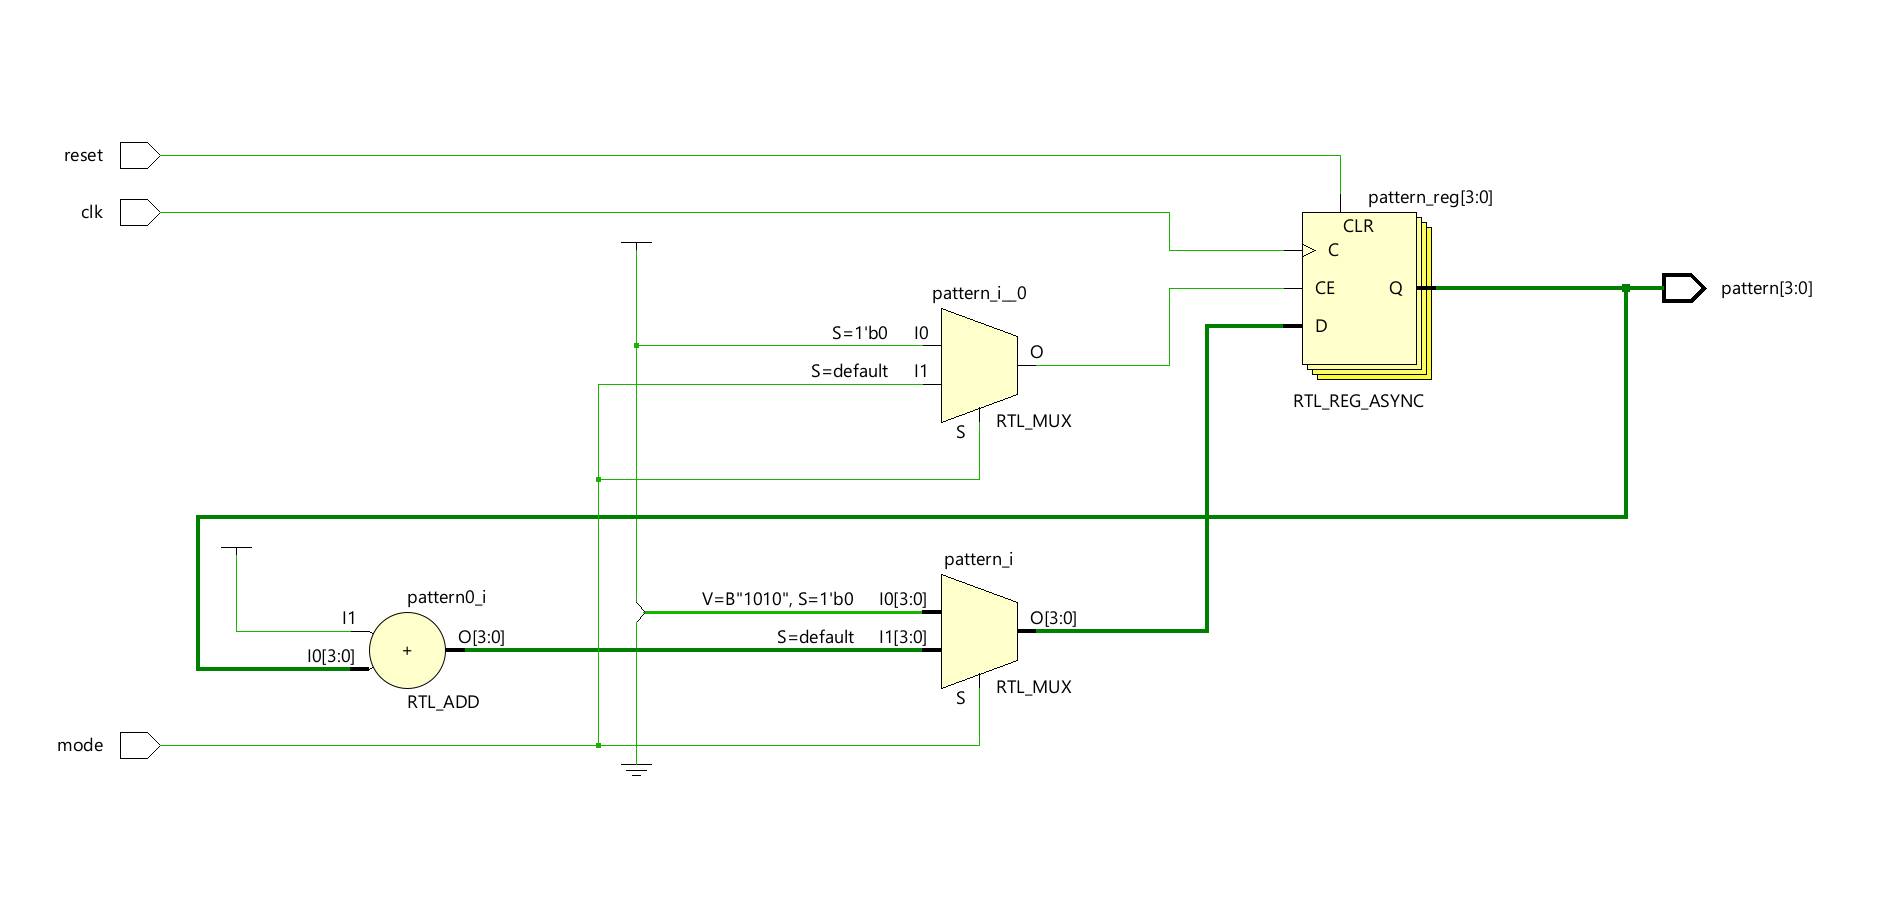 reset
pattern_reg[3:0]
clk
CLR
C
pattern_i__0
CE
Q
pattern[3:0]
S=1'b0 I0
D
O
S=default I1
RTL_REG_ASYNC
RTL_MUX
S
pattern_i
pattern0_i
V=B"1010", S=1'b0 I0[3:0]
I1
O[3:0]
O[3:0]
S=default I1[3:0]
+
I0[3:0]
RTL_MUX
S
RTL_ADD
mode